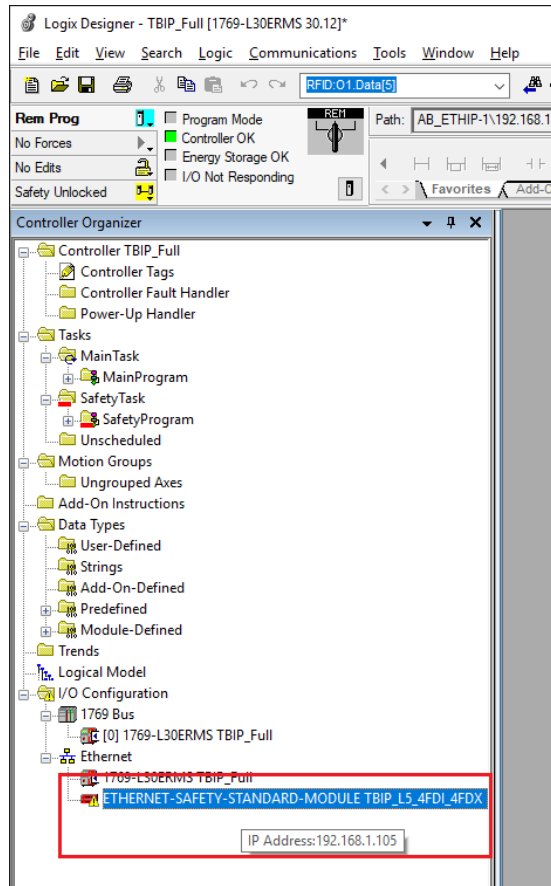 Logix Designer - TBIP_Full [1769-L30ERMS 30.12]*
File Edit View Search Logic Communications Tools Window Help
RFID:O1.Data[5]
Rem Prog
No Forces
No Edits
Safety Unlocked
Program Mode
Controller OK
Energy Storage OK
I/O Not Responding
REM
Path: AB_ETHIP-1\192.168.1
Favorites Add-O
Controller Organizer
Controller TBIP_Full
Controller Tags
Controller Fault Handler
Power-Up Handler
Tasks
MainTask
MainProgram
SafetyTask
SafetyProgram
Unscheduled
Motion Groups
Ungrouped Axes
Add-On Instructions
Data Types
User-Defined
Strings
Add-On-Defined
Predefined
Module-Defined
Trends
Logical Model
I/O Configuration
1769 Bus
[0] 1769-L30ERMS TBIP_Full
Ethernet
1769-L30ERMS TBIP_Full
ETHERNET-SAFETY-STANDARD-MODULE TBIP_L5_4FDI_4FDX
IP Address:192.168.1.105